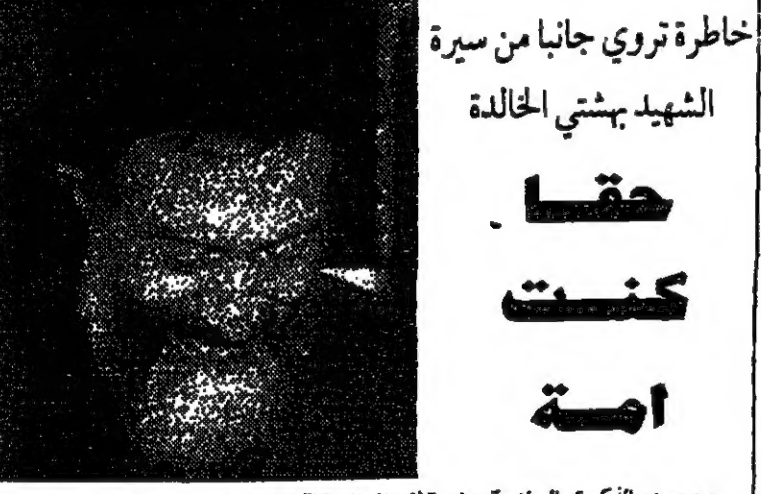 خاطرة تروي جانبا من سيرة
الشهيد بهشتي الخالدة
حقا
كنت
امة